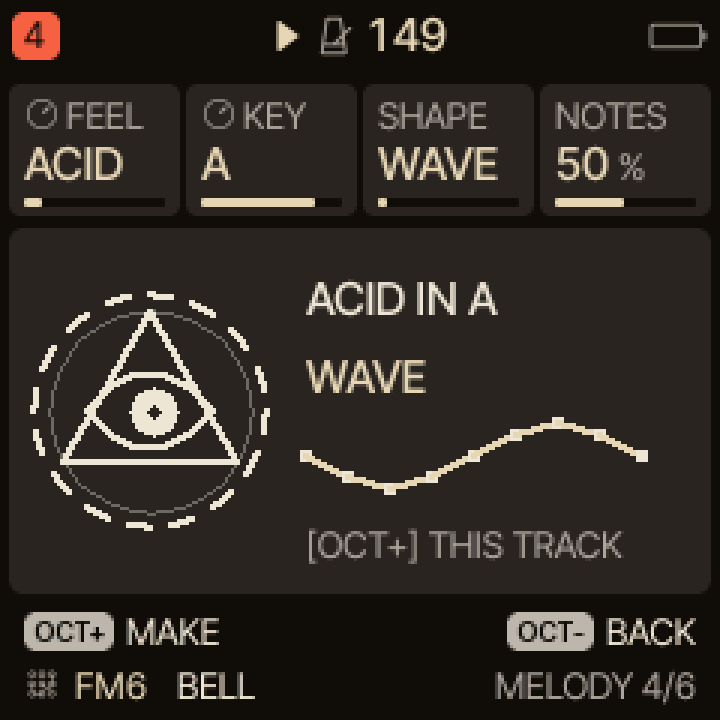 4 149
FEEL KEY SHAPE NOTES
ACID A WAVE 50 %
ACID IN A
WAVE
[OCT+] THIS TRACK
OCT+ MAKE OCT- BACK
FM6 BELL MELODY 4/6